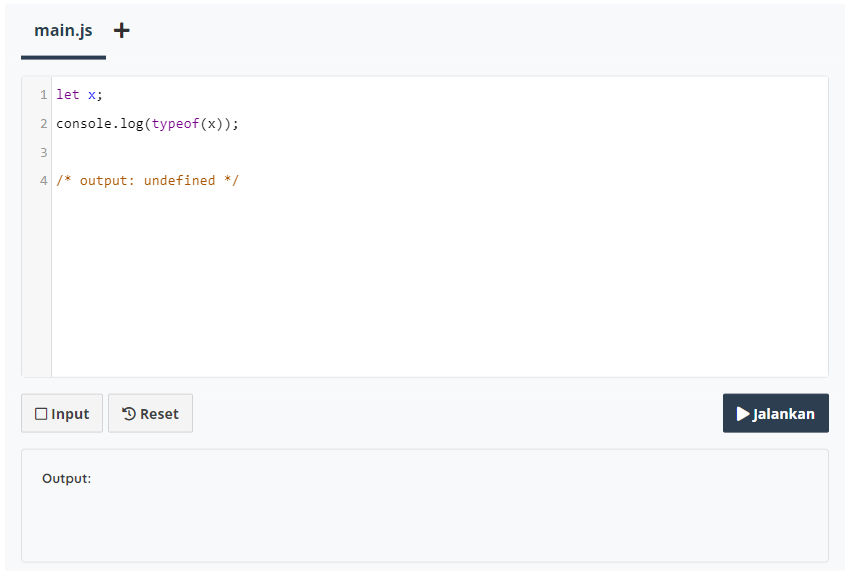 main.js
1 let x;
2 console.log(typeof(x));
3
4 /* output: undefined */
Input Reset Jalankan
Output: